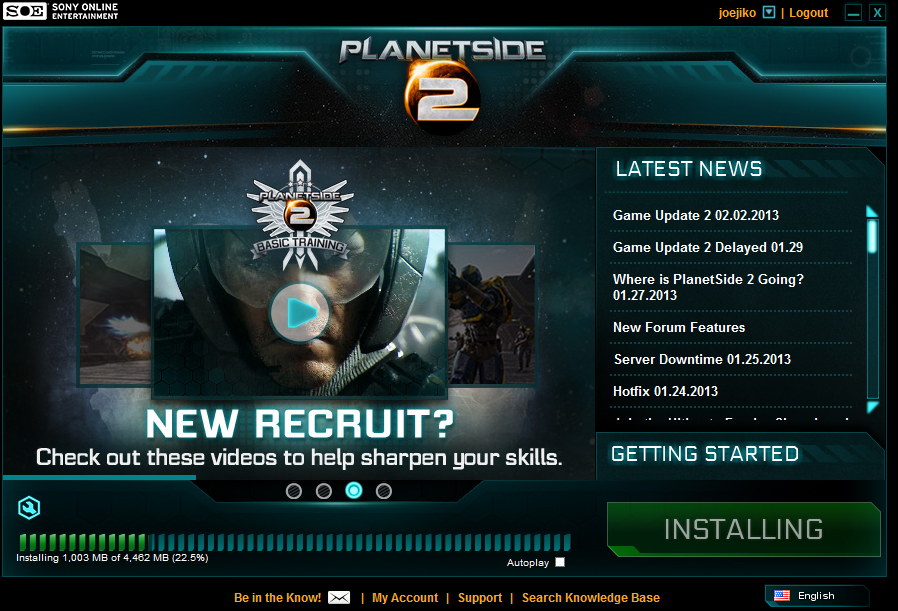 SOE SONY ONLINE
ENTERTAINMENT
joejiko | Logout
X
PLANETSIDE
2
PLANETSIDE
2
BASIC TRAINING
NEW RECRUIT?
Check out these videos to help sharpen your skills.
LATEST NEWS
Game Update 2 02.02.2013
Game Update 2 Delayed 01.29
Where is PlanetSide 2 Going?
01.27.2013
New Forum Features
Server Downtime 01.25.2013
Hotfix 01.24.2013
GETTING STARTED
Installing 1,003 MB of 4,462 MB (22.5%)
Autoplay
INSTALLING
Be in the Know! | My Account | Support | Search Knowledge Base
English